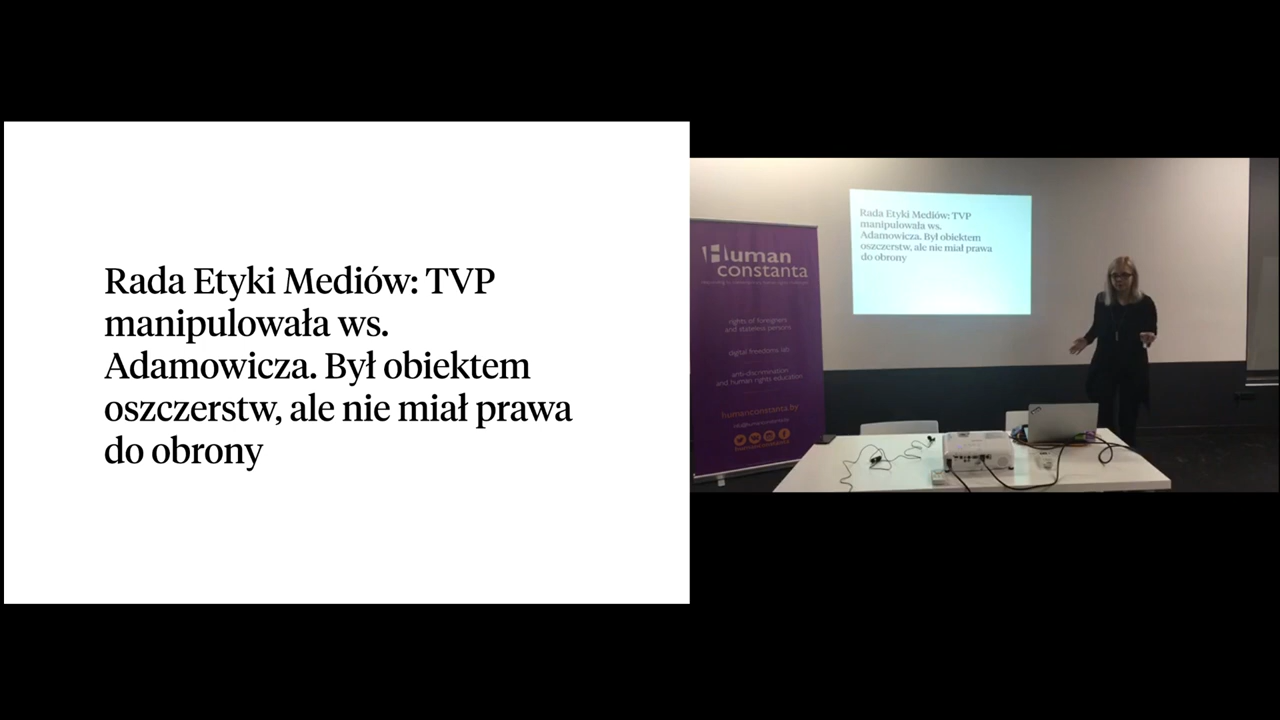 Rada Etyki Mediów: TVP
manipulowała ws.
Adamowicza. Był obiektem
oszczerstw, ale nie miał prawa
do obrony
Human
constanta
rights of foreigners
and stateless persons
digital freedoms lab
anti-discrimination
and human rights education
humanconstanta.by
humanconstanta
Rada Etyki Mediów: TVP
manipulowała ws.
Adamowicza. Był obiektem
oszczerstw, ale nie miał prawa
do obrony